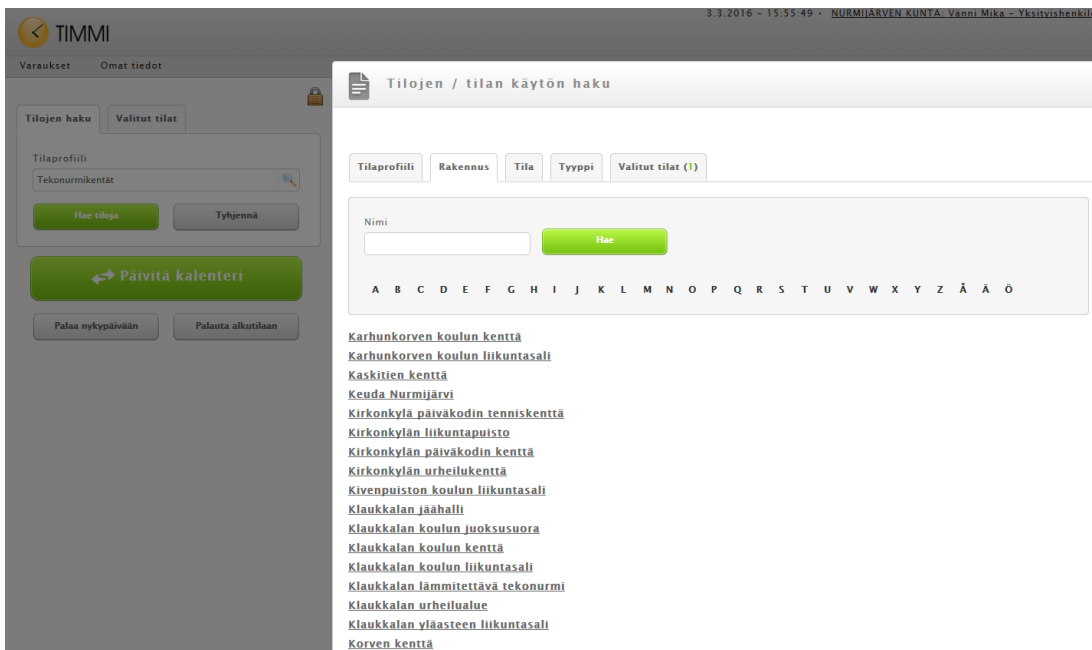 3.3.2016 - 15:55:49 - NURMIJÄRVEN KUNTA: Vänni Mika - Yksityishenkilö
TIMMI
Varaukset Omat tiedot
Tilojen / tilan käytön haku
Tilojen haku Valitut tilat
Tilaprofiili Rakennus Tila Tyyppi Valitut tilat (1)
Tilaprofiili
Tekonurmikentät
Hae tiloja Tyhjennä
Nimi
Hae
Päivitä kalenteri
A B C D E F G H I J K L M N O P Q R S T U V W X Y Z Å Ä Ö
Palaa nykypäivään Palauta alkutilaan
Karhunkorven koulun kenttä
Karhunkorven koulun liikuntasali
Kaskitien kenttä
Keuda Nurmijärvi
Kirkonkylä päiväkodin tenniskenttä
Kirkonkylän liikuntapuisto
Kirkonkylän päiväkodin kenttä
Kirkonkylän urheilukenttä
Kivenpuiston koulun liikuntasali
Klaukkalan jäähalli
Klaukkalan koulun juoksusuora
Klaukkalan koulun kenttä
Klaukkalan koulun liikuntasali
Klaukkalan lämmitettävä tekonurmi
Klaukkalan urheilualue
Klaukkalan yläasteen liikuntasali
Korven kenttä